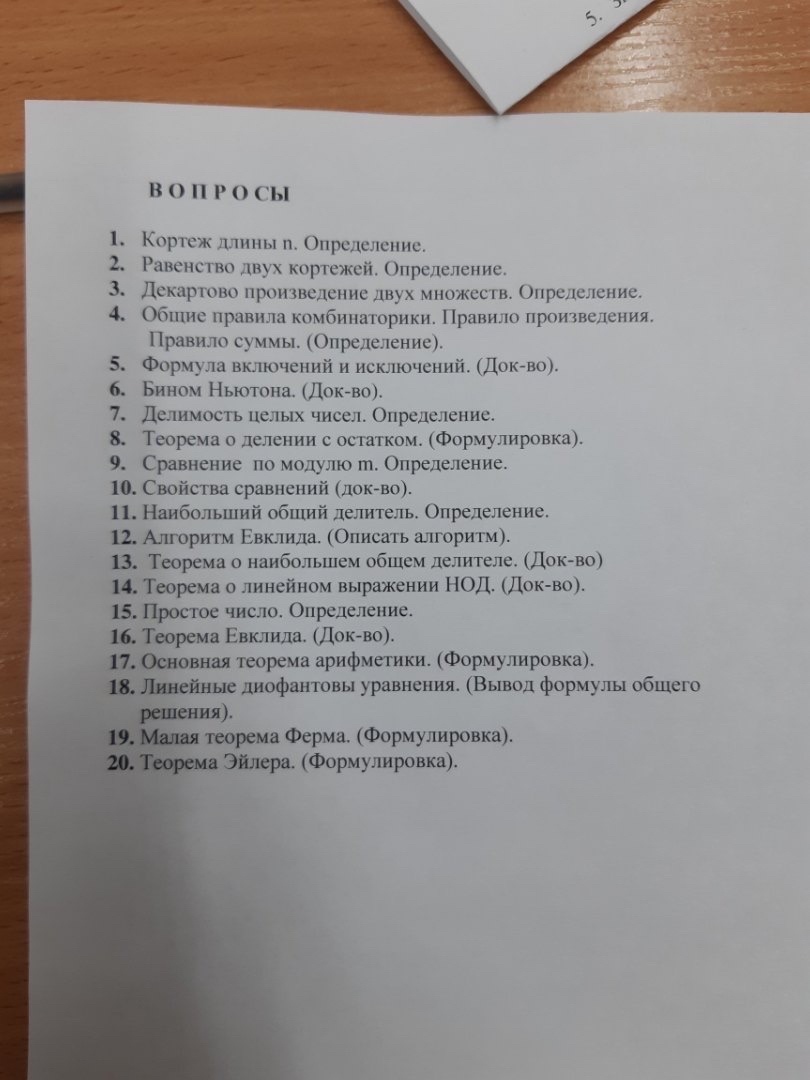 5.
ВОПРОСЫ
1. Кортеж длины n. Определение.
2. Равенство двух кортежей. Определение.
3. Декартово произведение двух множеств. Определение.
4. Общие правила комбинаторики. Правило произведения.
Правило суммы. (Определение).
5. Формула включений и исключений. (Док-во).
6. Бином Ньютона. (Док-во).
7. Делимость целых чисел. Определение.
8. Теорема о делении с остатком. (Формулировка).
9. Сравнение по модулю m. Определение.
10. Свойства сравнений (док-во).
11. Наибольший общий делитель. Определение.
12. Алгоритм Евклида. (Описать алгоритм).
13. Теорема о наибольшем общем делителе. (Док-во)
14. Теорема о линейном выражении НОД. (Док-во).
15. Простое число. Определение.
16. Теорема Евклида. (Док-во).
17. Основная теорема арифметики. (Формулировка).
18. Линейные диофантовы уравнения. (Вывод формулы общего
решения).
19. Малая теорема Ферма. (Формулировка).
20. Теорема Эйлера. (Формулировка).